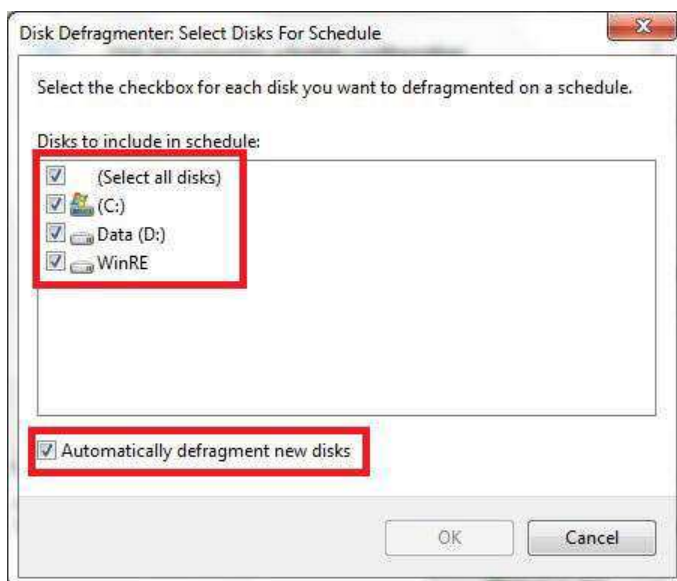 Disk Defragmenter: Select Disks For Schedule
Select the checkbox for each disk you want to defragmented on a schedule.
Disks to include in schedule:
(Select all disks)
(C:)
Data (D:)
WinRE
Automatically defragment new disks
OK Cancel